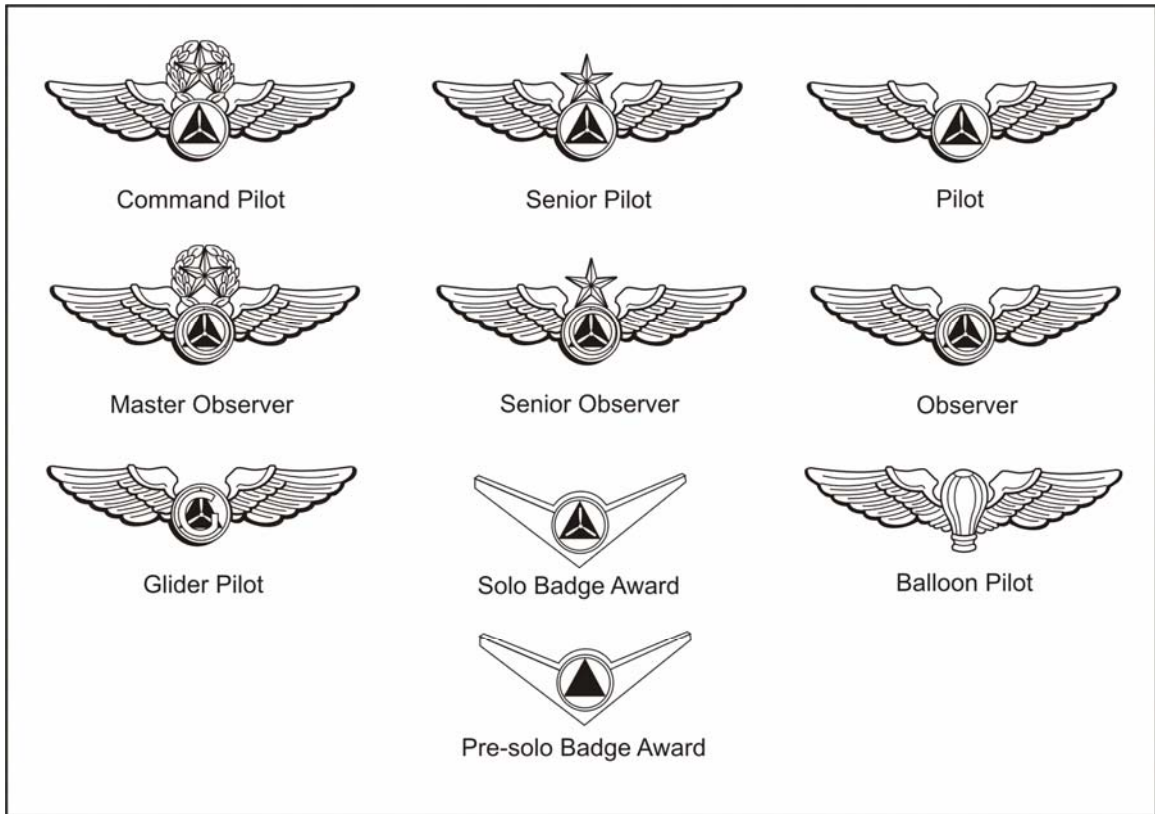 Command Pilot
Senior Pilot
Pilot
Master Observer
Senior Observer
Observer
G
Glider Pilot
Solo Badge Award
Balloon Pilot
Pre-solo Badge Award